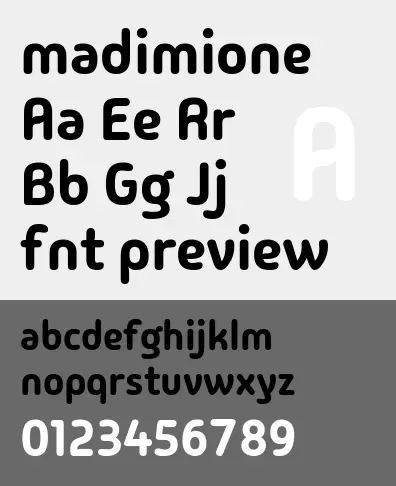 madimione
Aa Ee Rr
A
Bb Gg Jj
fnt preview
abcdefghijklm
nopqrstuvwxyz
0123456789